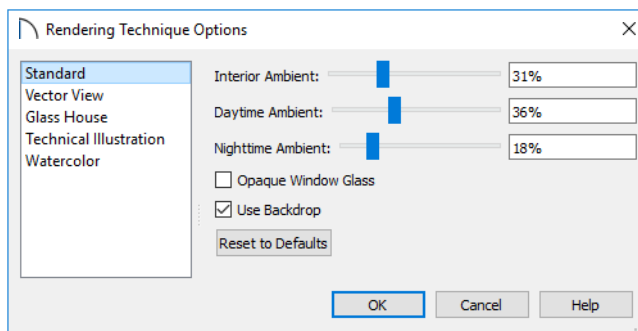 Rendering Technique Options
Standard
Vector View
Glass House
Technical Illustration
Watercolor
Interior Ambient: 31%
Daytime Ambient: 36%
Nighttime Ambient: 18%
Opaque Window Glass
Use Backdrop
Reset to Defaults
OK Cancel Help